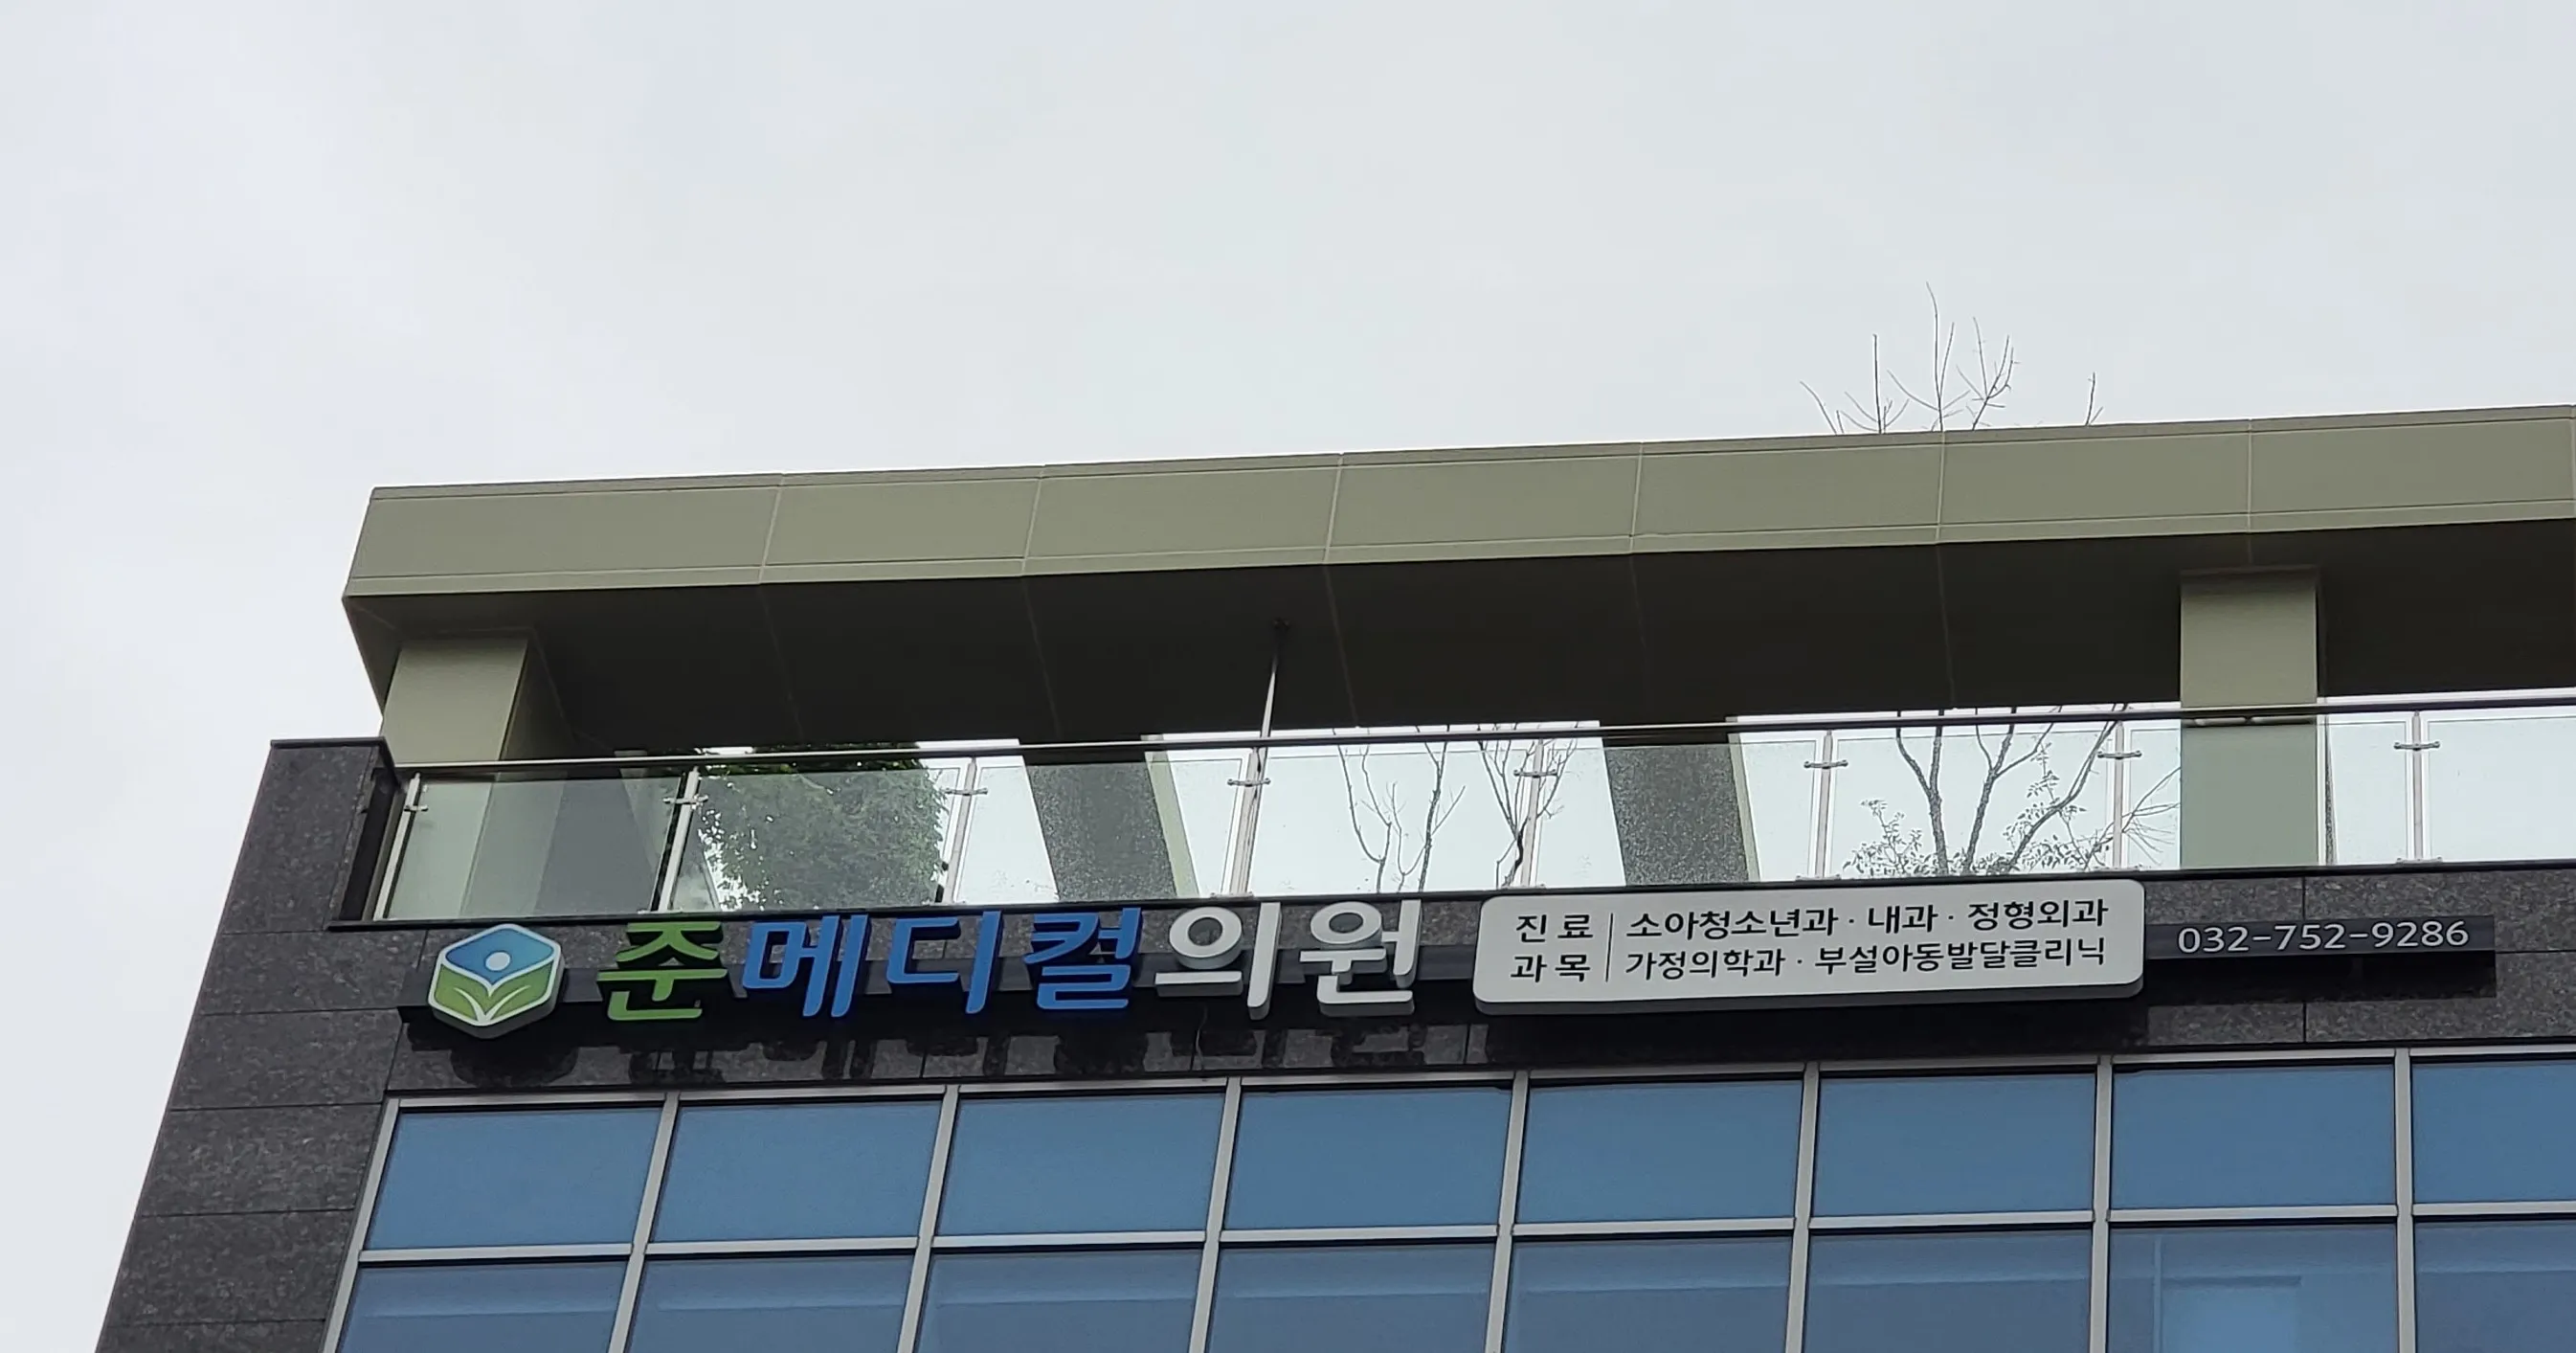 준메디컬의원
진료과목
소아청소년과 · 내과 · 정형외과
가정의학과 · 부설아동발달클리닉
032-752-9286